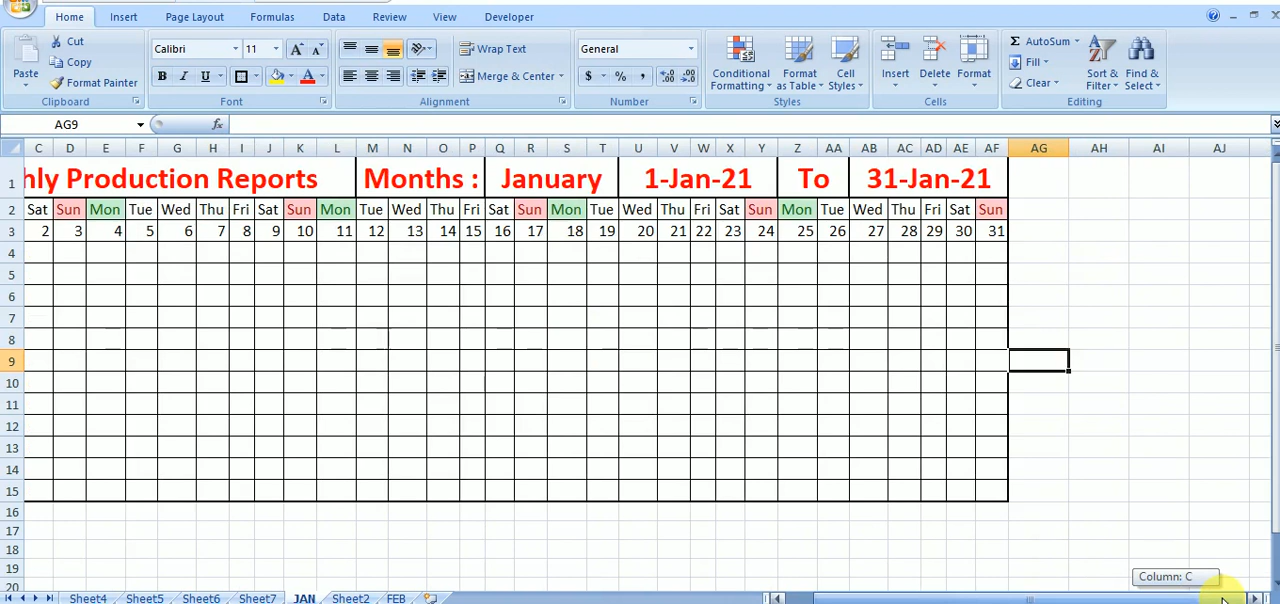 Home Insert Page Layout Formulas Data Review View Developer
Cut Calibri 11 A A Wrap Text General AutoSum
Copy Fill
Paste Format Painter B I U A Merge & Center $ % , .0 .00 .00 .0 Conditional Formatting Format as Table Cell Styles Insert Delete Format Clear Sort & Filter Find & Select
Clipboard Font Alignment Number Styles Cells Editing
AG9 fx
C D E F G H I J K L M N O P Q R S T U V W X Y Z AA AB AC AD AE AF AG AH AI AJ
1 hly Production Reports Months : January 1-Jan-21 To 31-Jan-21
2 Sat Sun Mon Tue Wed Thu Fri Sat Sun Mon Tue Wed Thu Fri Sat Sun Mon Tue Wed Thu Fri Sat Sun Mon Tue Wed Thu Fri Sat Sun
3 2 3 4 5 6 7 8 9 10 11 12 13 14 15 16 17 18 19 20 21 22 23 24 25 26 27 28 29 30 31
4
5
6
7
8
9
10
11
12
13
14
15
16
17
18
19
20
Column: C
Sheet4 Sheet5 Sheet6 Sheet7 JAN Sheet2 FEB